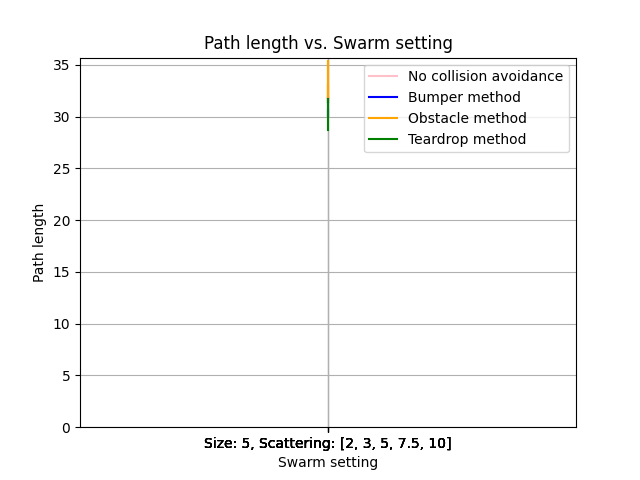 Path length vs. Swarm setting
35
30
25
20
15
10
5
0
Path length
No collision avoidance
Bumper method
Obstacle method
Teardrop method
Size: 5, Scattering: [2, 3, 5, 7.5, 10]
Swarm setting